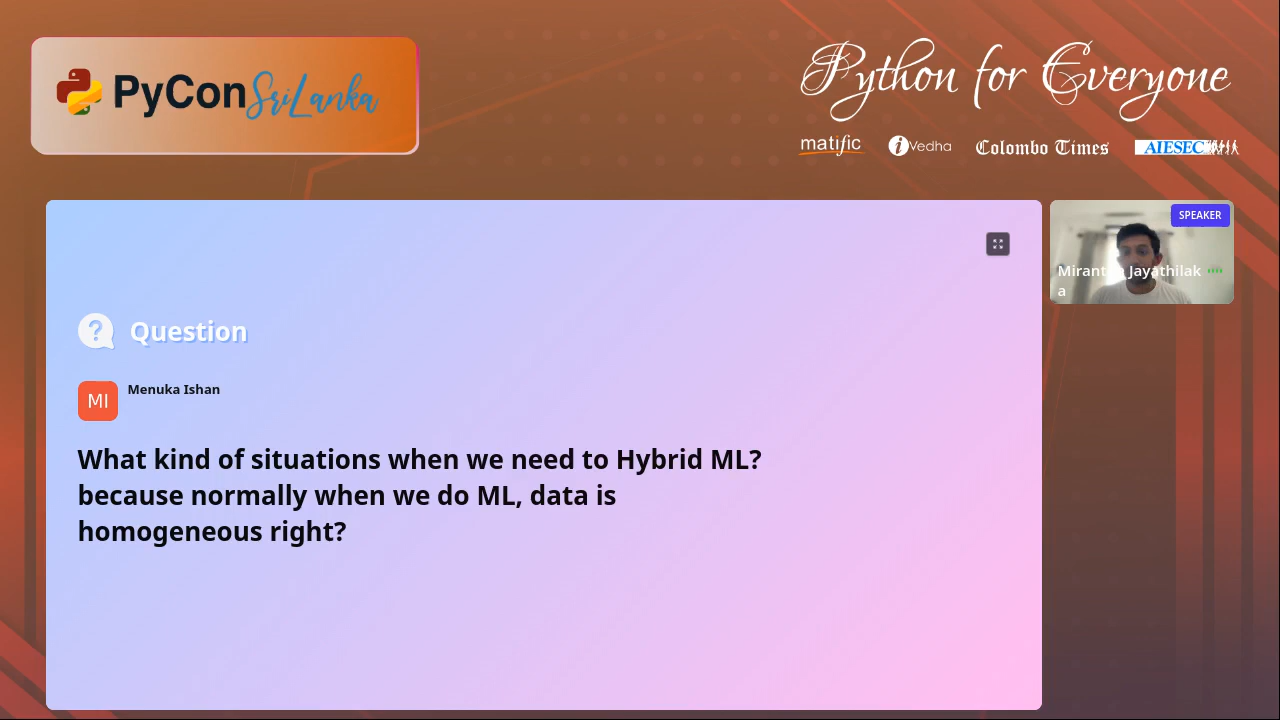 PyCon SriLanka
Python for Everyone
matific
i Vedha
Colombo Times
AIESEC
SPEAKER
Mirantha Jayathilak
a
Question
MI
Menuka Ishan
What kind of situations when we need to Hybrid ML?
because normally when we do ML, data is
homogeneous right?